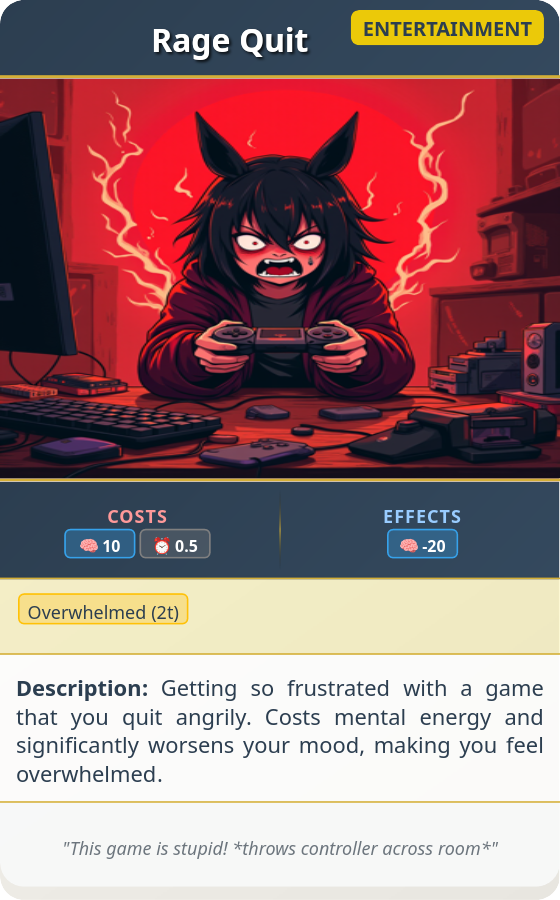 Rage Quit
ENTERTAINMENT
COSTS
🧠 10
⏰ 0.5
EFFECTS
🧠 -20
Overwhelmed (2t)
Description: Getting so frustrated with a game
that you quit angrily. Costs mental energy and
significantly worsens your mood, making you feel
overwhelmed.
"This game is stupid! *throws controller across room*"